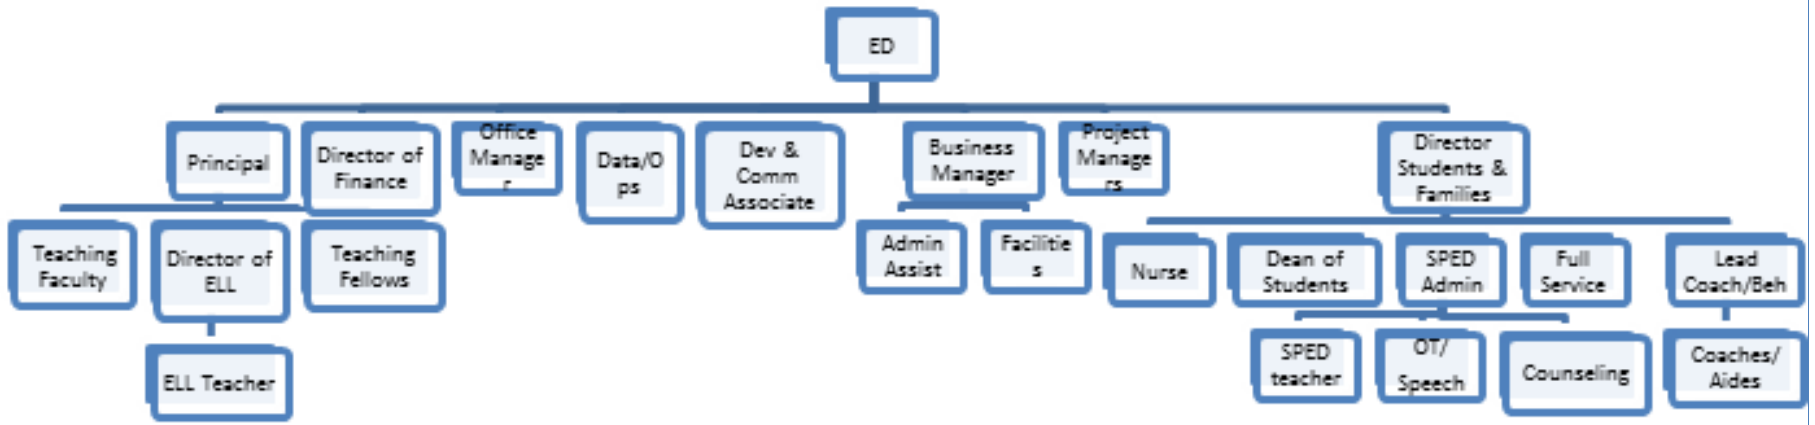 ED
Principal
Director of
Finance
Office
Manage
r
Data/O
ps
Dev &
Comm
Associate
Business
Manager
Project
Manage
rs
Director
Students &
Families
Teaching
Faculty
Director of
ELL
Teaching
Fellows
Admin
Assist
Facilitie
s
Nurse
Dean of
Students
SPED
Admin
Full
Service
Lead
Coach/Beh
ELL Teacher
SPED
teacher
OT/
Speech
Counseling
Coaches/
Aides